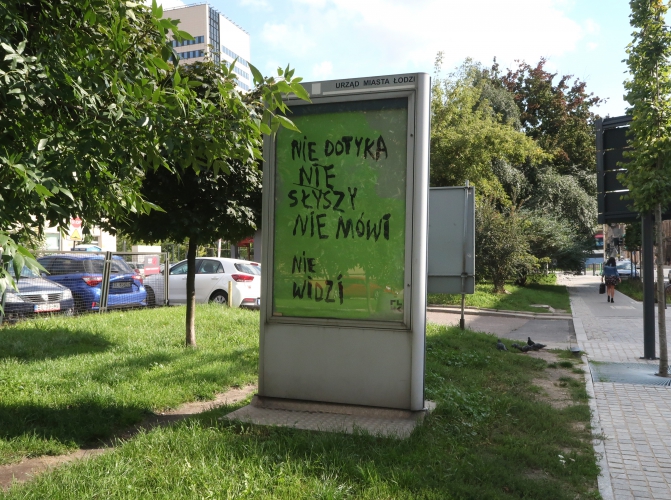 URZĄD MIASTA ŁODZI
NIE DOTYKA
NIE
SŁYSZY
NIE MÓWI
NIE
WIDZI